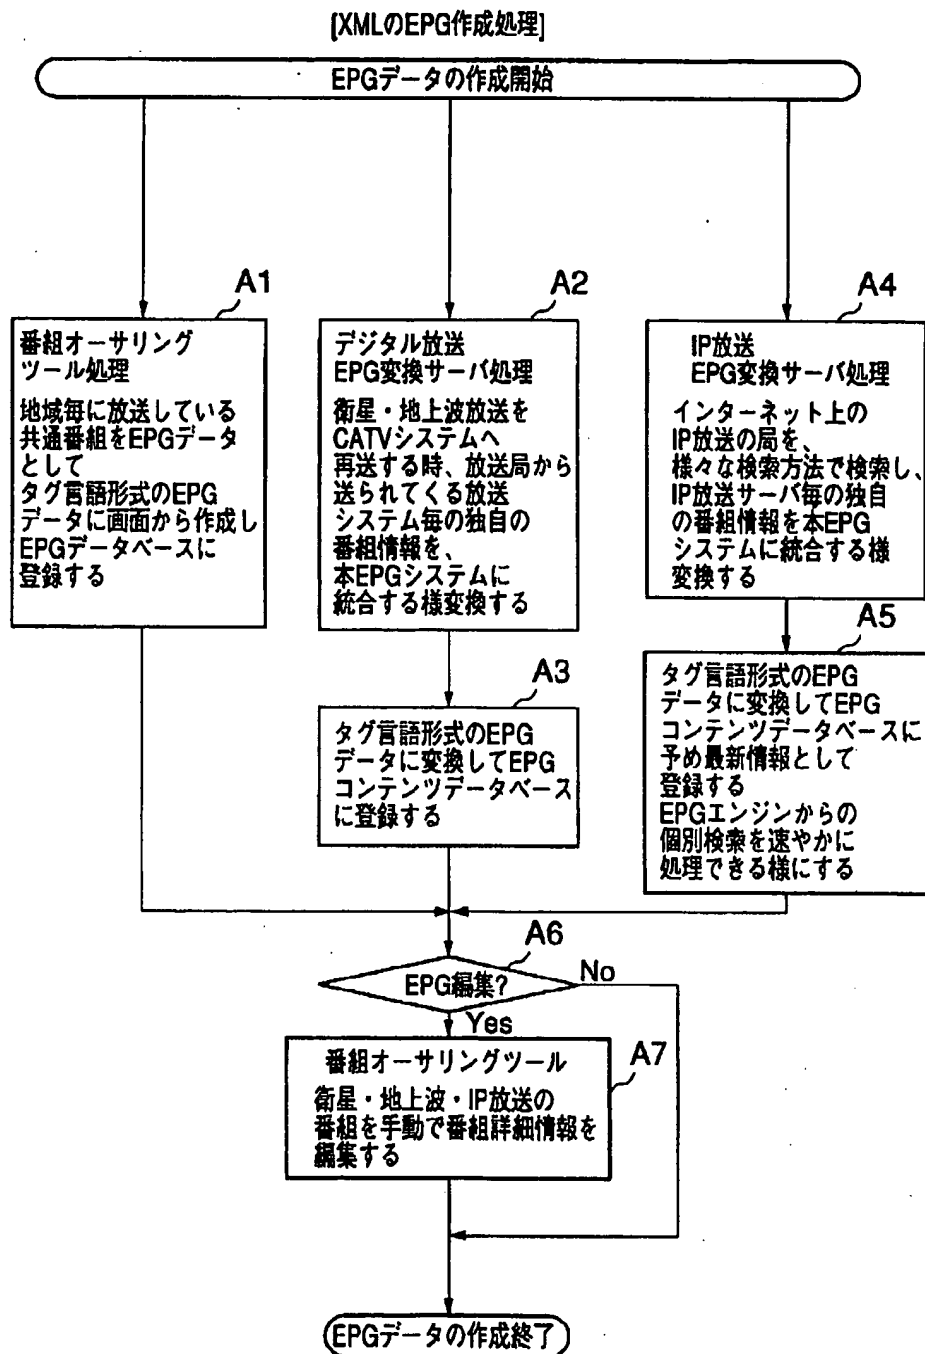 [XMLのEPG作成処理]
EPGデータの作成開始
A1
番組オーサリング
ツール処理
地域毎に放送している
共通番組をEPGデータ
として
タグ言語形式のEPG
データに画面から作成し
EPGデータベースに
登録する
A2
デジタル放送
EPG変換サーバ処理
衛星・地上波放送を
CATVシステムへ
再送する時、放送局から
送られてくる放送
システム毎の独自の
番組情報を、
本EPGシステムに
統合する様変換する
A3
タグ言語形式のEPG
データに変換してEPG
コンテンツデータベース
に登録する
A4
IP放送
EPG変換サーバ処理
インターネット上の
IP放送の局を、
様々な検索方法で検索し、
IP放送サーバ毎の独自
の番組情報を本EPG
システムに統合する様
変換する
A5
タグ言語形式のEPG
データに変換してEPG
コンテンツデータベースに
予め最新情報として
登録する
EPGエンジンからの
個別検索を速やかに
処理できる様にする
A6
EPG編集?
No
Yes
A7
番組オーサリングツール
衛星・地上波・IP放送の
番組を手動で番組詳細情報を
編集する
EPGデータの作成終了